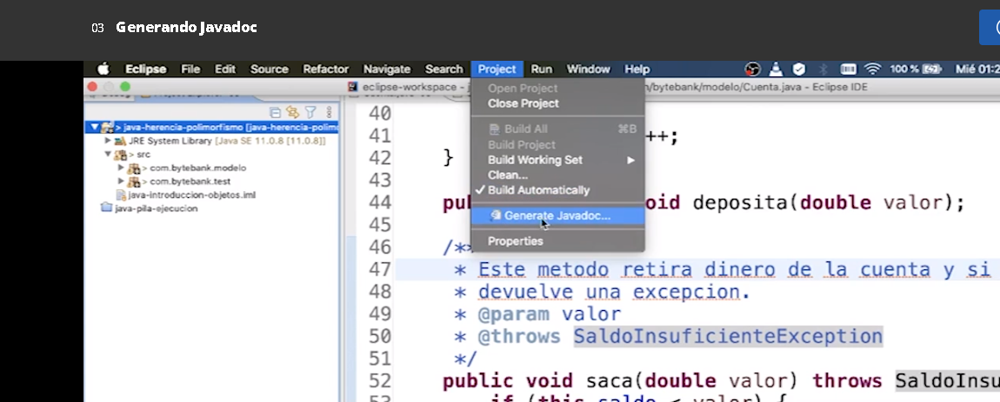 03 Generando Javadoc
Eclipse File Edit Source Refactor Navigate Search Project Run Window Help 100 % Mié 01:2
eclipse-workspace - j
n/bytebank/modelo/Cuenta.java - Eclipse IDE
> java-herencia-polimorfismo [java-herencia-polimo
JRE System Library [Java SE 11.0.8 [11.0.8]]
> src
> com.bytebank.modelo
> com.bytebank.test
java-introduccion-objetos.iml
java-pila-ejecucion
Open Project
Close Project
Build All ⌘B
Build Project
Build Working Set
Clean...
✓ Build Automatically
Generate Javadoc...
Properties
40
41 ++;
42 }
43
44 pu oid deposita(double valor);
45
46 /**
47 * Este metodo retira dinero de la cuenta y si
48 * devuelve una excepcion.
49 * @param valor
50 * @throws SaldoInsuficienteException
51 */
52 public void saca(double valor) throws SaldoInsu
53 if (this saldo < valor) {